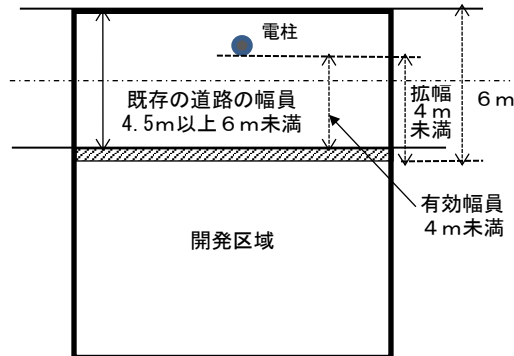 電柱
既存の道路の幅員
4.5ｍ以上６ｍ未満
拡幅
４ｍ
未満
６ｍ
有効幅員
４ｍ未満
開発区域